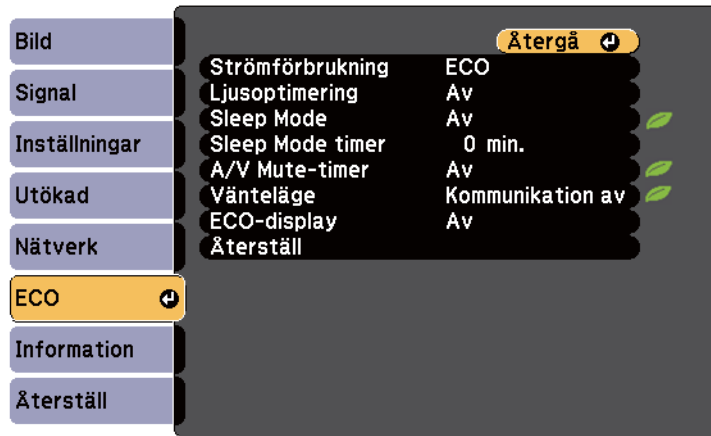 Bild
Signal
Inställningar
Utökad
Nätverk
ECO
Information
Återställ
Återgå
Strömförbrukning ECO
Ljusoptimering Av
Sleep Mode Av
Sleep Mode timer 0 min.
A/V Mute-timer Av
Vänteläge Kommunikation av
ECO-display Av
Återställ